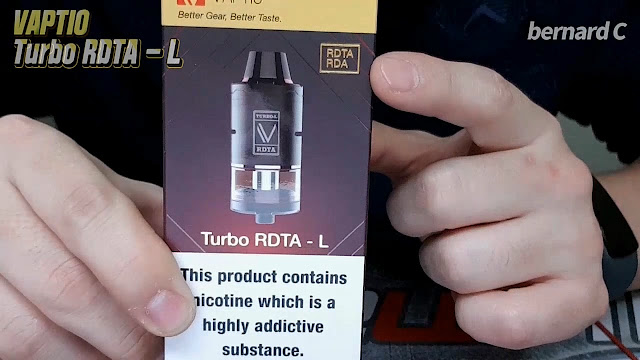 VAPTIO
Turbo RDTA - L
bernard C
VAPTIO
Better Gear, Better Taste.
RDTA
RDA
TURBO-L
RDTA
Turbo RDTA - L
This product contains
nicotine which is a
highly addictive
substance.